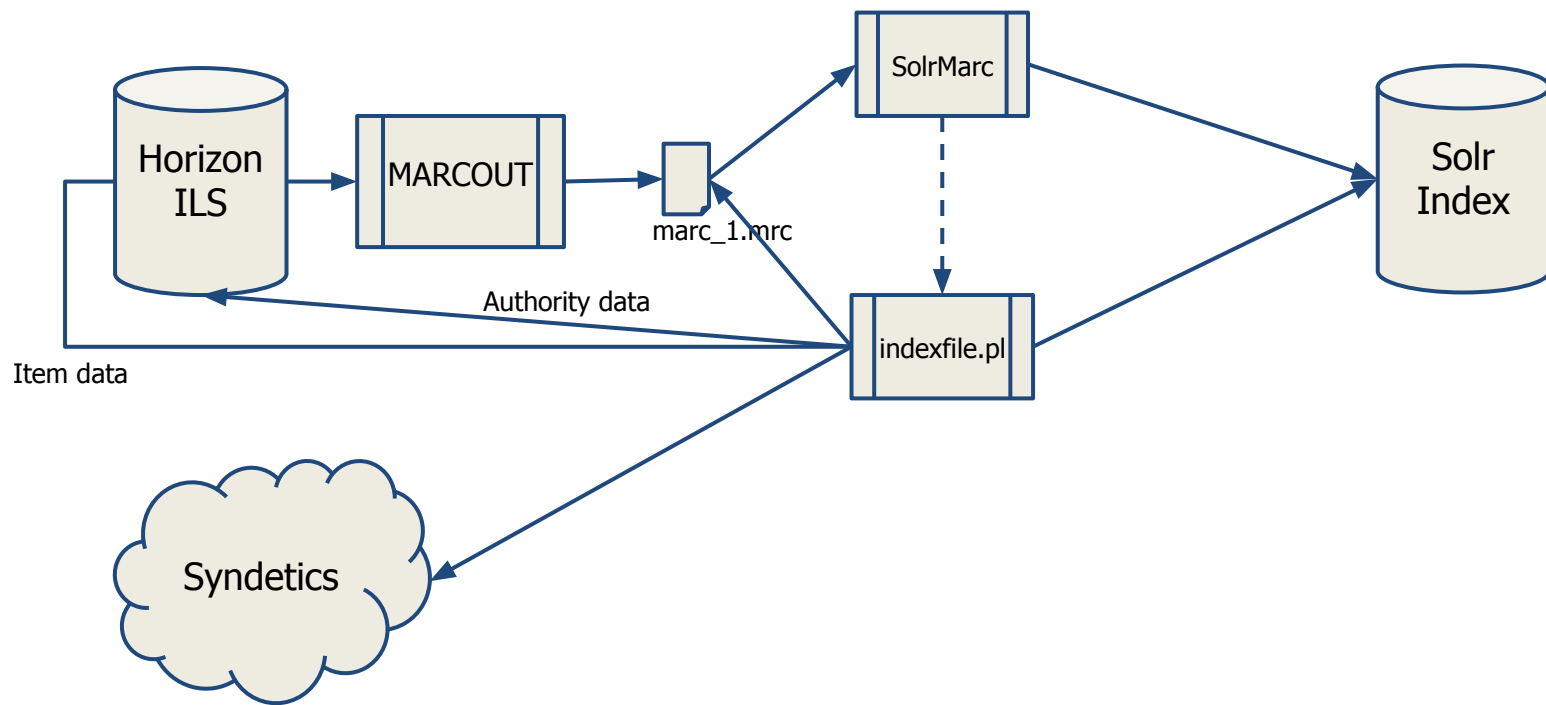 SolrMarc
Horizon
ILS
MARCOUT
Solr
Index
marc_1.mrc
Authority data
indexfile.pl
Item data
Syndetics